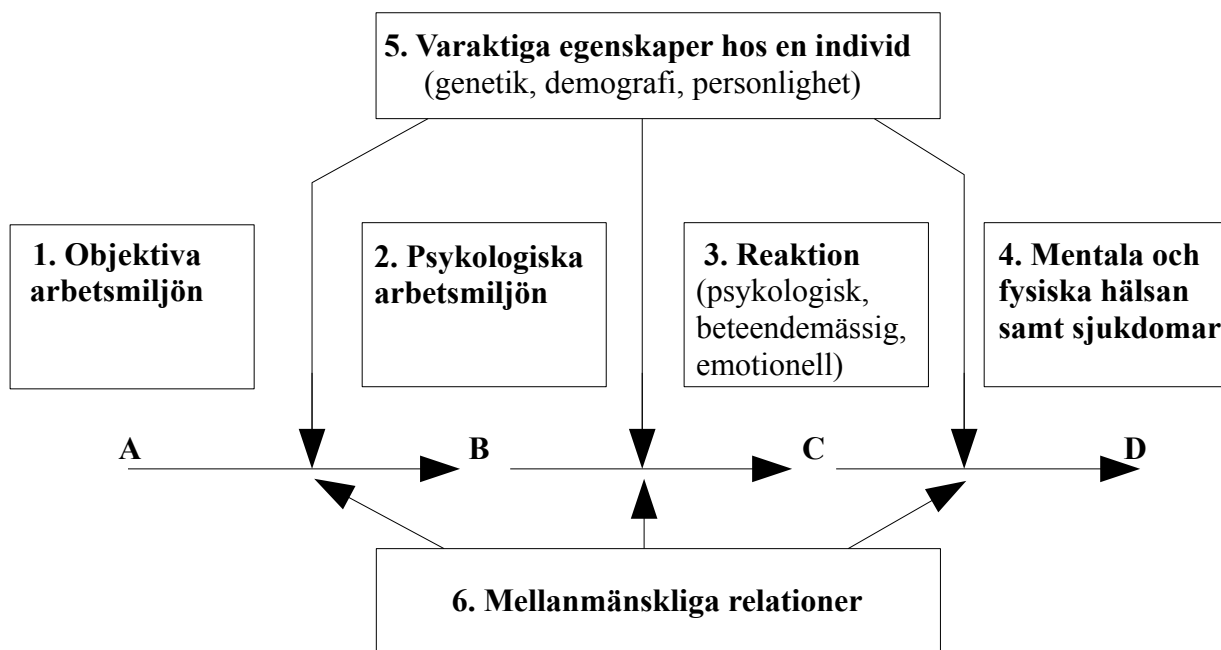 5. Varaktiga egenskaper hos en individ
(genetik, demografi, personlighet)
1. Objektiva
arbetsmiljön
2. Psykologiska
arbetsmiljön
3. Reaktion
(psykologisk,
beteendemässig,
emotionell)
4. Mentala och
fysiska hälsan
samt sjukdomar
A
B
C
D
6. Mellanmänskliga relationer